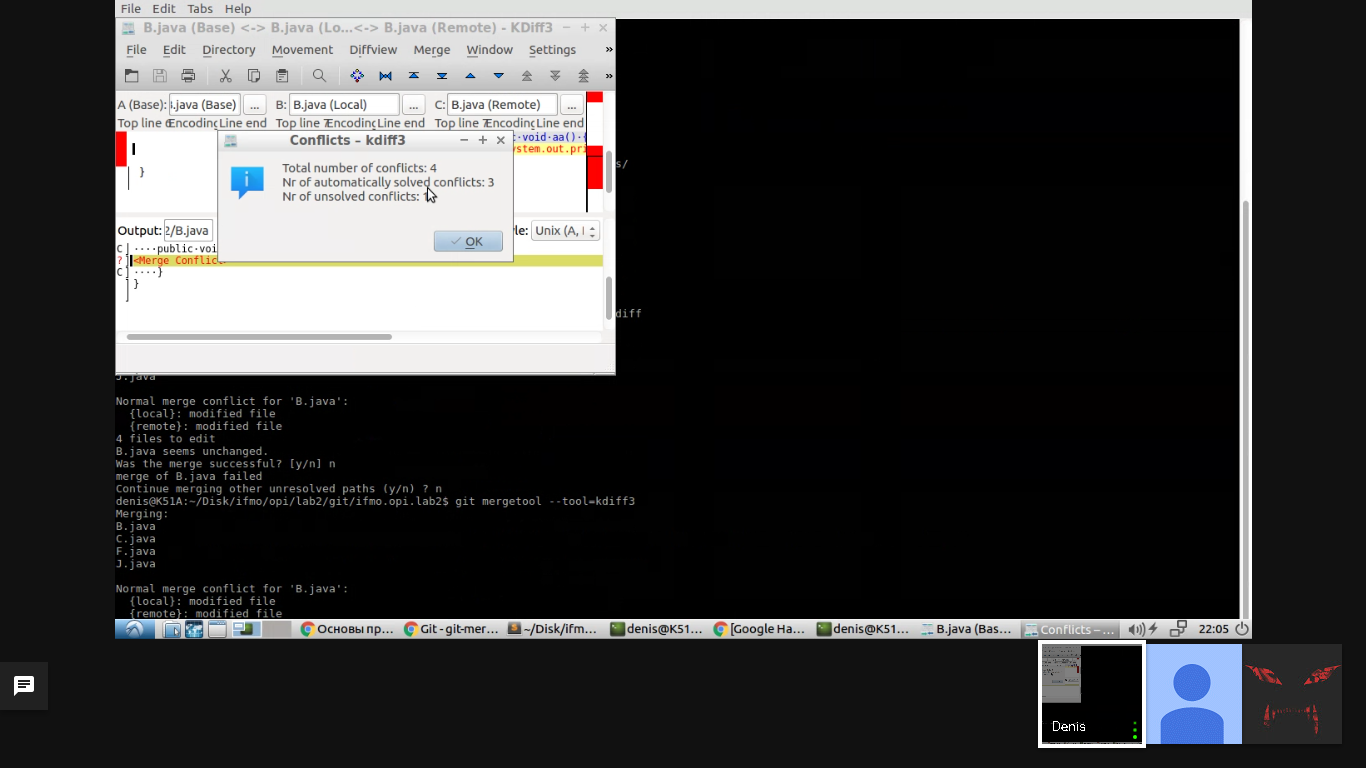 File Edit Tabs Help
B.java (Base) <-> B.java (Lo...<-> B.java (Remote) - KDiff3
File Edit Directory Movement Diffview Merge Window Settings »
»
A (Base): B: B.java (Local) ... C: B.java (Remote) ...
Top line Encoding Line end Top line Encoding Line end Top line Encoding Line end
void·aa()·{
}
Conflicts – kdiff3
Total number of conflicts: 4
Nr of automatically solved conflicts: 3
Nr of unsolved conflicts:
OK
Output: Unix (A,
C ····public·voi
? <Merge Conflict>
C ····}
}
s/
diff
J.java
Normal merge conflict for 'B.java':
{local}: modified file
{remote}: modified file
4 files to edit
B.java seems unchanged.
Was the merge successful? [y/n] n
merge of B.java failed
Continue merging other unresolved paths (y/n) ? n
denis@K51A:~/Disk/ifmo/opi/lab2/git/ifmo.opi.lab2$ git mergetool --tool=kdiff3
Merging:
B.java
C.java
F.java
J.java
Normal merge conflict for 'B.java':
{local}: modified file
{remote}: modified file
Основы пр... Git - git-mer... ~/Disk/ifm... denis@K51... [Google Ha... denis@K51... B.java (Bas... Conflicts – ... 22:05
Denis